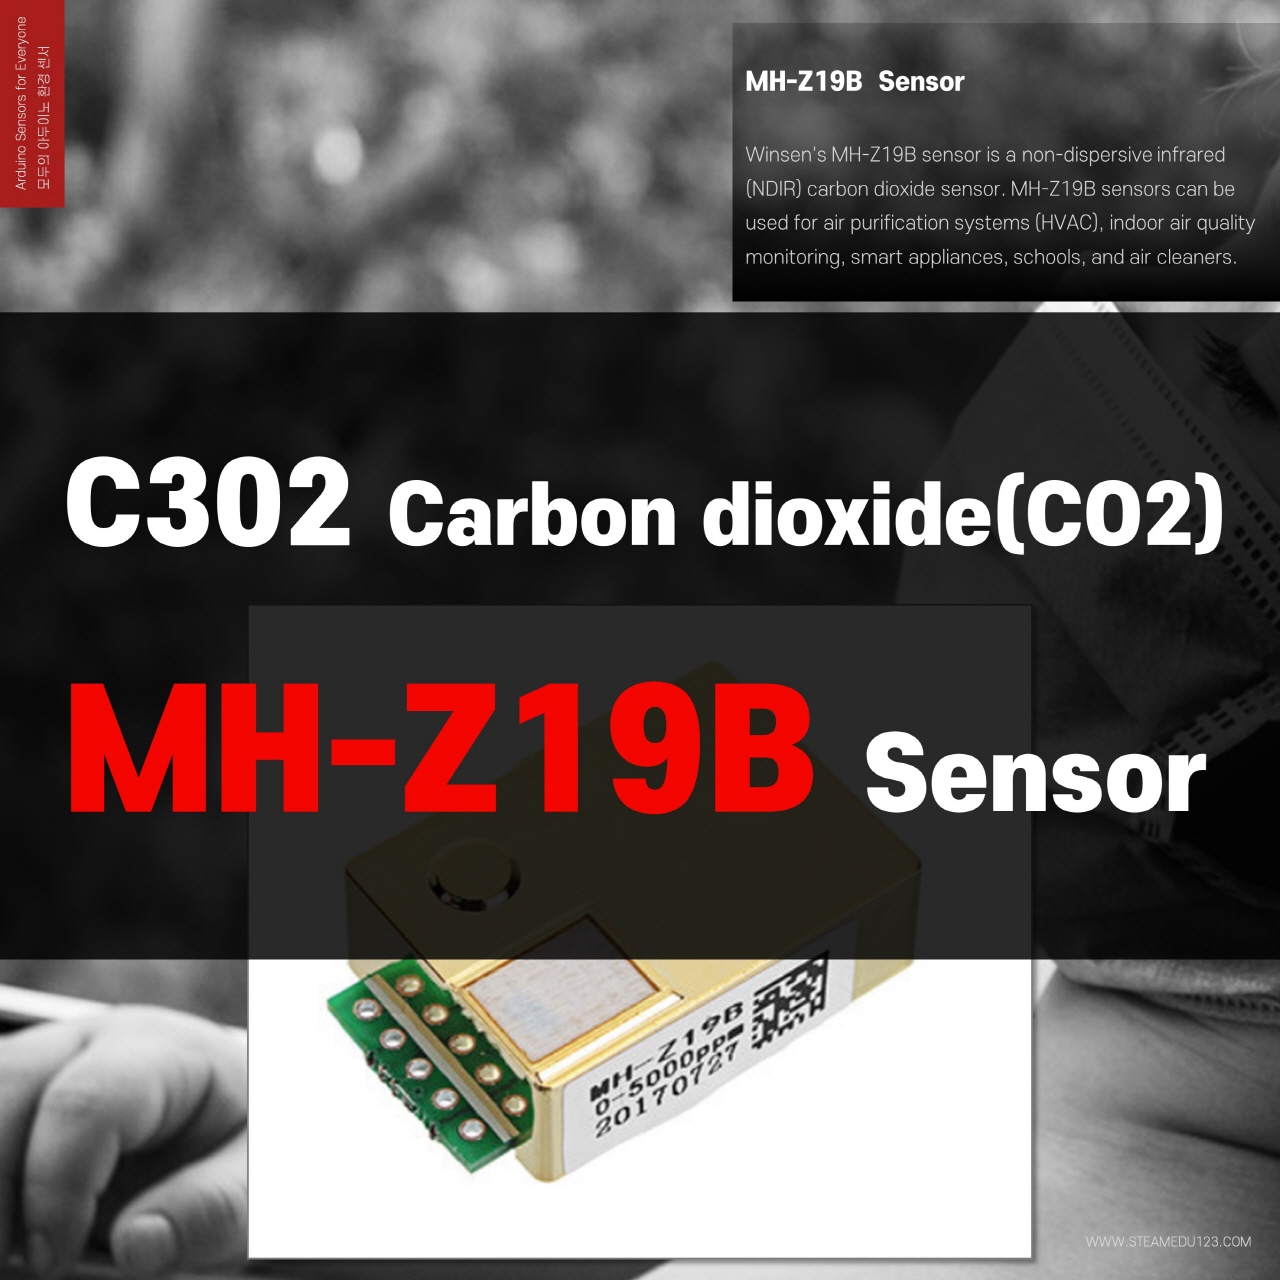 Arduino Sensors for Everyone
모두의 아두이노 환경 센서
MH-Z19B Sensor
Winsen's MH-Z19B sensor is a non-dispersive infrared
(NDIR) carbon dioxide sensor. MH-Z19B sensors can be
used for air purification systems (HVAC), indoor air quality
monitoring, smart appliances, schools, and air cleaners.
C302 Carbon dioxide(CO2)
MH-Z19B Sensor
MH-Z19B
0-5000ppm
20170727
WWW.STEAMEDU123.COM